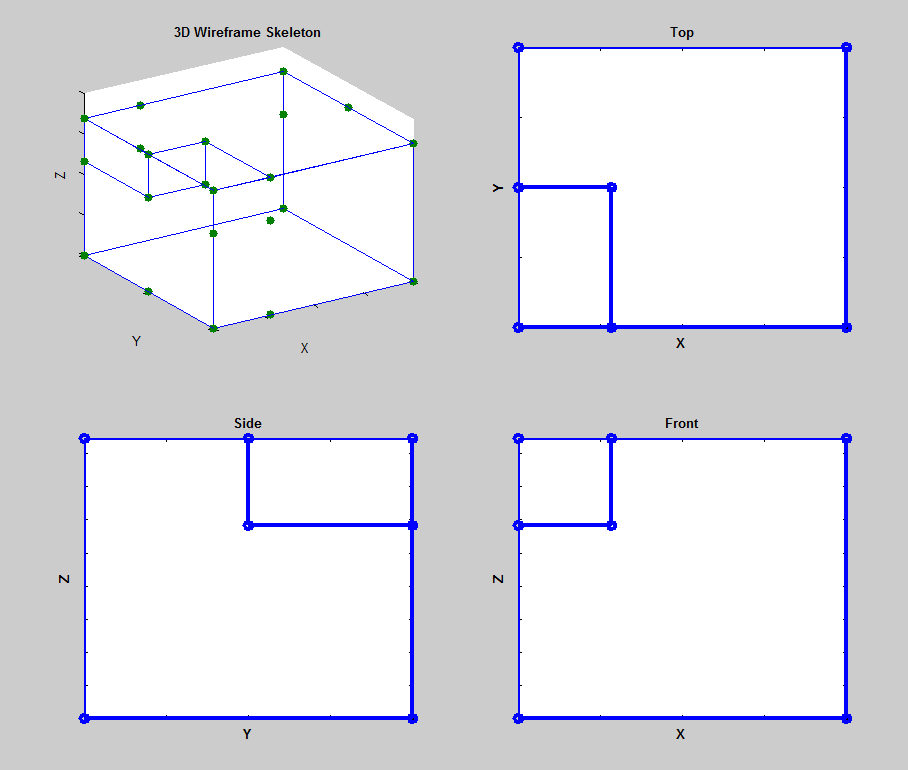 3D Wireframe Skeleton
Z
Y
X
Top
Y
X
Side
Z
Y
Front
Z
X